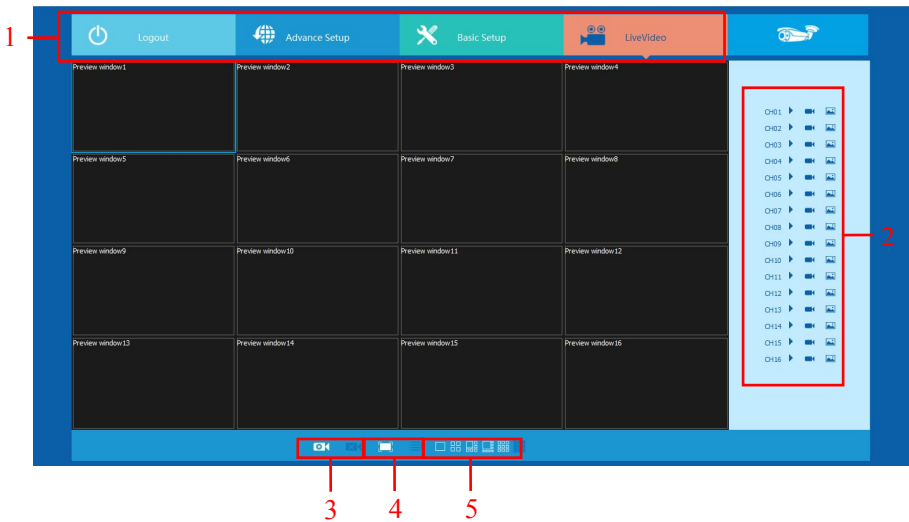 1
Logout
Advance Setup
Basic Setup
LiveVideo
Preview window1
Preview window2
Preview window3
Preview window4
CH01
CH02
CH03
Preview window5
Preview window6
Preview window7
Preview window8
CH04
CH05
CH06
CH07
CH08
2
CH09
Preview window9
Preview window10
Preview window11
Preview window12
CH10
CH11
CH12
CH13
CH14
Preview window13
Preview window14
Preview window15
Preview window16
CH15
CH16
3
4
5